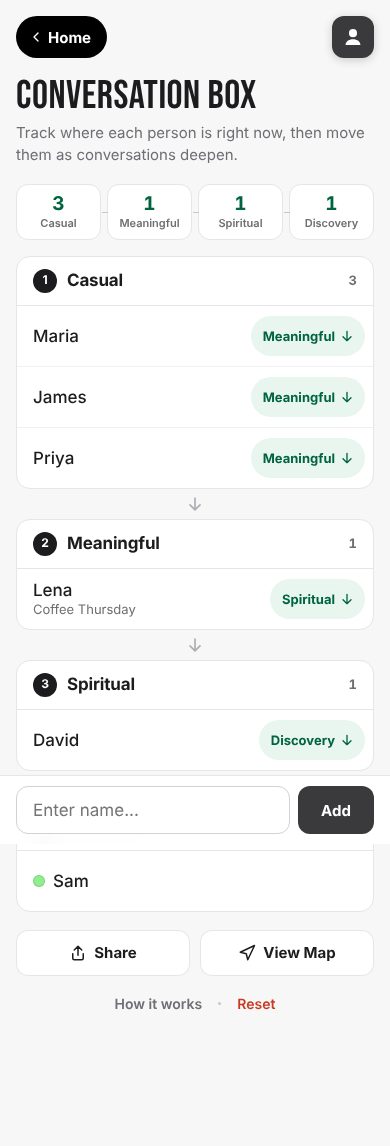 Home
CONVERSATION BOX
Track where each person is right now, then move
them as conversations deepen.
3 1 1 1
Casual Meaningful Spiritual Discovery
1 Casual 3
Maria Meaningful ↓
James Meaningful ↓
Priya Meaningful ↓
↓
2 Meaningful 1
Lena Spiritual ↓
Coffee Thursday
↓
3 Spiritual 1
David Discovery ↓
Enter name... Add
Sam
Share View Map
How it works · Reset